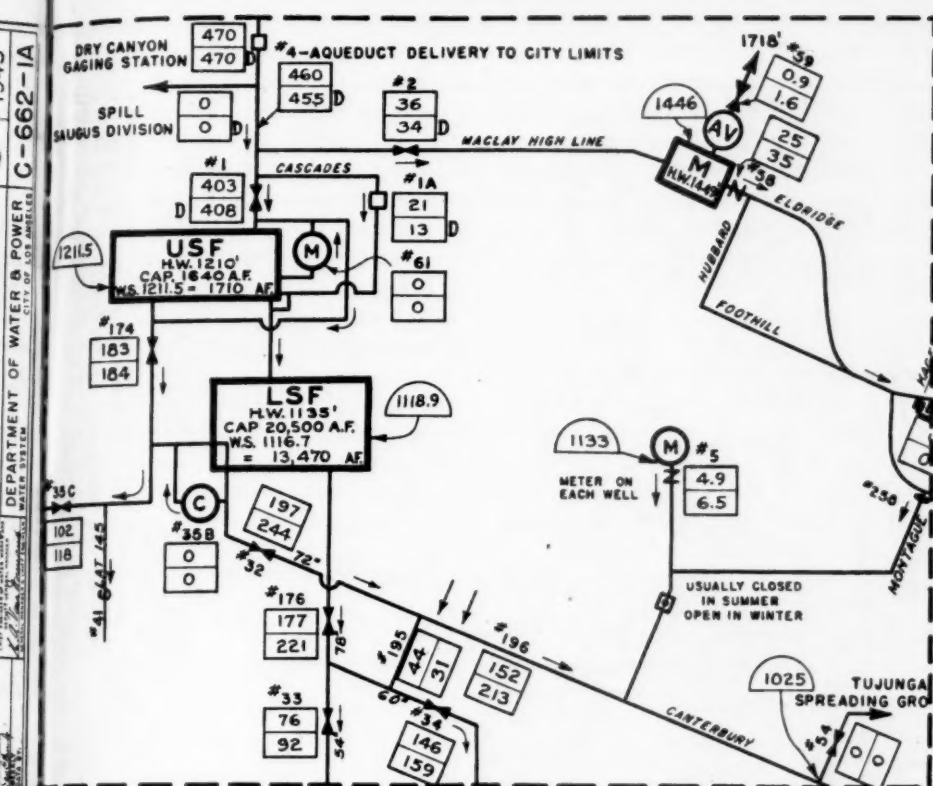 C-662-1A
DEPARTMENT OF WATER & POWER
CITY OF LOS ANGELES
WATER SYSTEM
DRY CANYON
GAGING STATION
470
470 D
#4-AQUEDUCT DELIVERY TO CITY LIMITS
460
455 D
SPILL
SAUGUS DIVISION
0
0 D
#2
36
34 D
MACLAY HIGH LINE
1718'
#59
0.9
1.6
AV
1446
M
H.W. 1449'
25
35
#58
ELDRIDGE
HUBBARD
FOOTHILL
#1
403
D 408
CASCADES
#1A
21
13 D
1211.5
USF
H.W. 1210'
CAP. 1640 A.F.
W.S. 1211.5 = 1710 AF.
M
#61
0
0
#174
183
184
LSF
H.W. 1135'
CAP 20,500 A.F.
W.S. 1116.7
= 13,470 AF.
1118.9
1133
M
#5
METER ON
EACH WELL
4.9
6.5
#258
MONTAGUE
0
#35C
102
118
#41 & LAT 145
C
#35B
0
0
197
244
#32
72"
USUALLY CLOSED
IN SUMMER
OPEN IN WINTER
#176
177
221
78"
#195
44
31
#196
152
213
#33
76
92
54"
60"
#34
146
159
CANTERBURY
1025
TUJUNGA
SPREADING GRO
#54
0
0